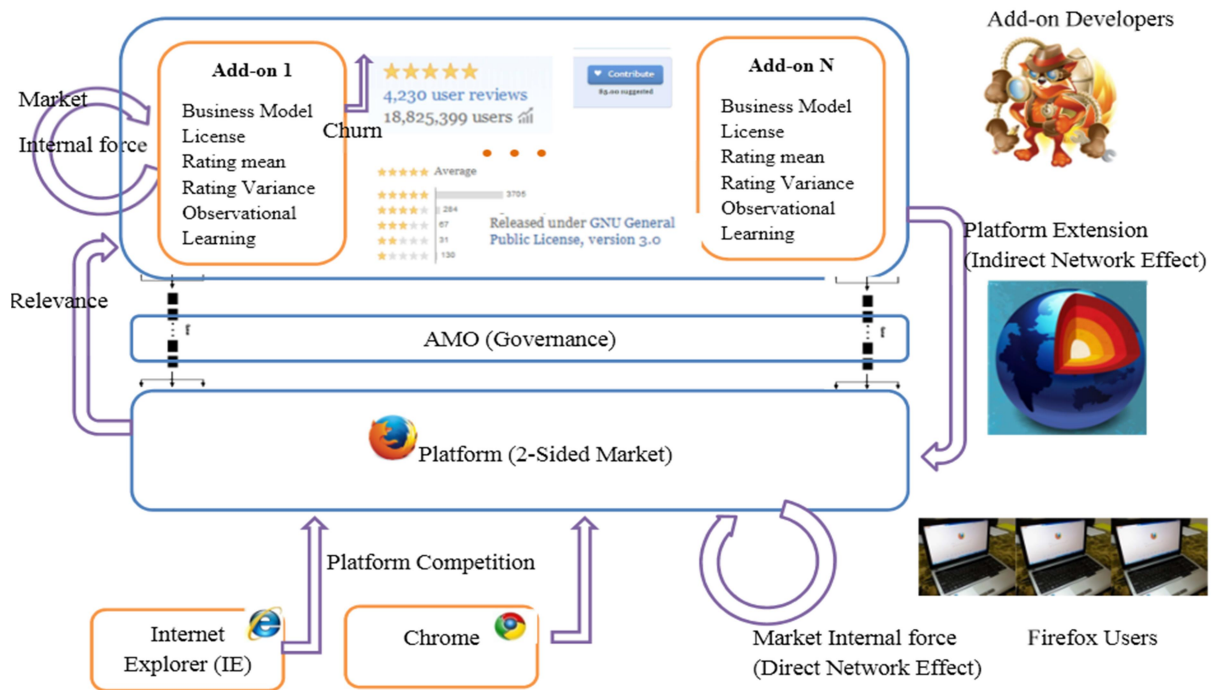 Add-on Developers
Add-on 1
Business Model
License
Rating mean
Rating Variance
Observational
Learning
Market
Internal force
Churn
4,230 user reviews
18,825,399 users
Contribute
$9.00 suggested
Average
3705
284
67
31
130
Released under GNU General
Public License, version 3.0
Add-on N
Business Model
License
Rating mean
Rating Variance
Observational
Learning
Platform Extension
(Indirect Network Effect)
Relevance
f
f
AMO (Governance)
Platform (2-Sided Market)
Platform Competition
Internet
Explorer (IE)
Chrome
Market Internal force
(Direct Network Effect)
Firefox Users